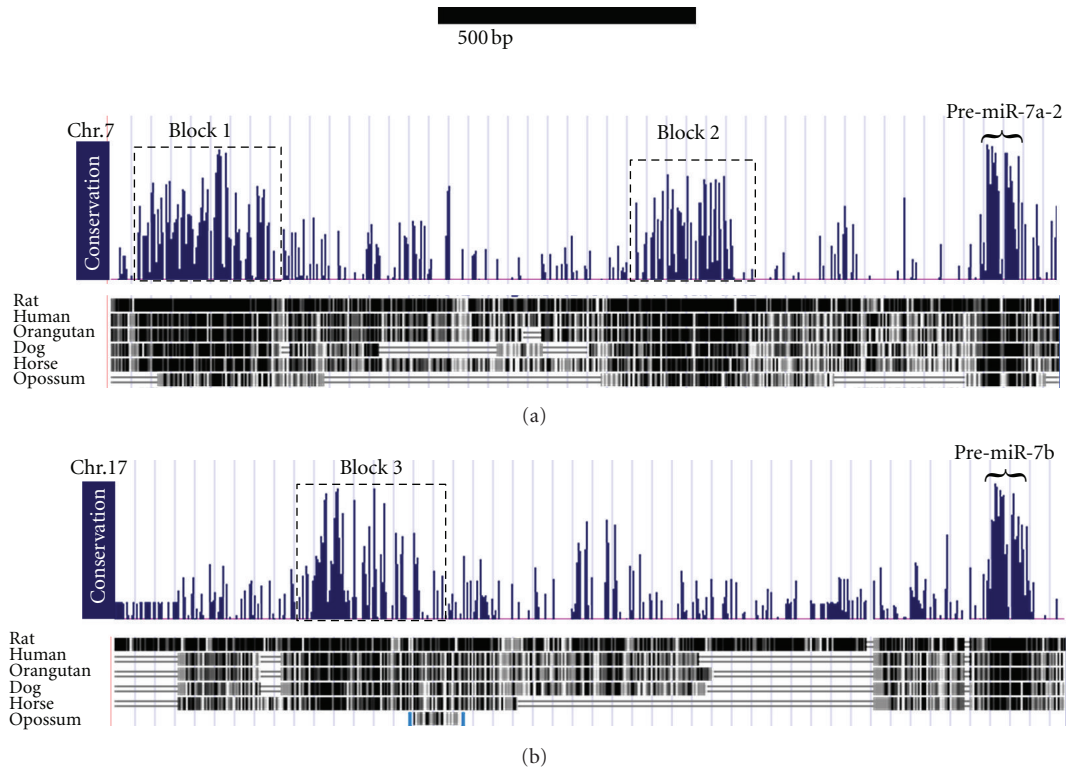 500 bp
Chr.7
Block 1
Block 2
Pre-miR-7a-2
Conservation
Rat
Human
Orangutan
Dog
Horse
Opossum
(a)
Chr.17
Block 3
Pre-miR-7b
Conservation
Rat
Human
Orangutan
Dog
Horse
Opossum
(b)